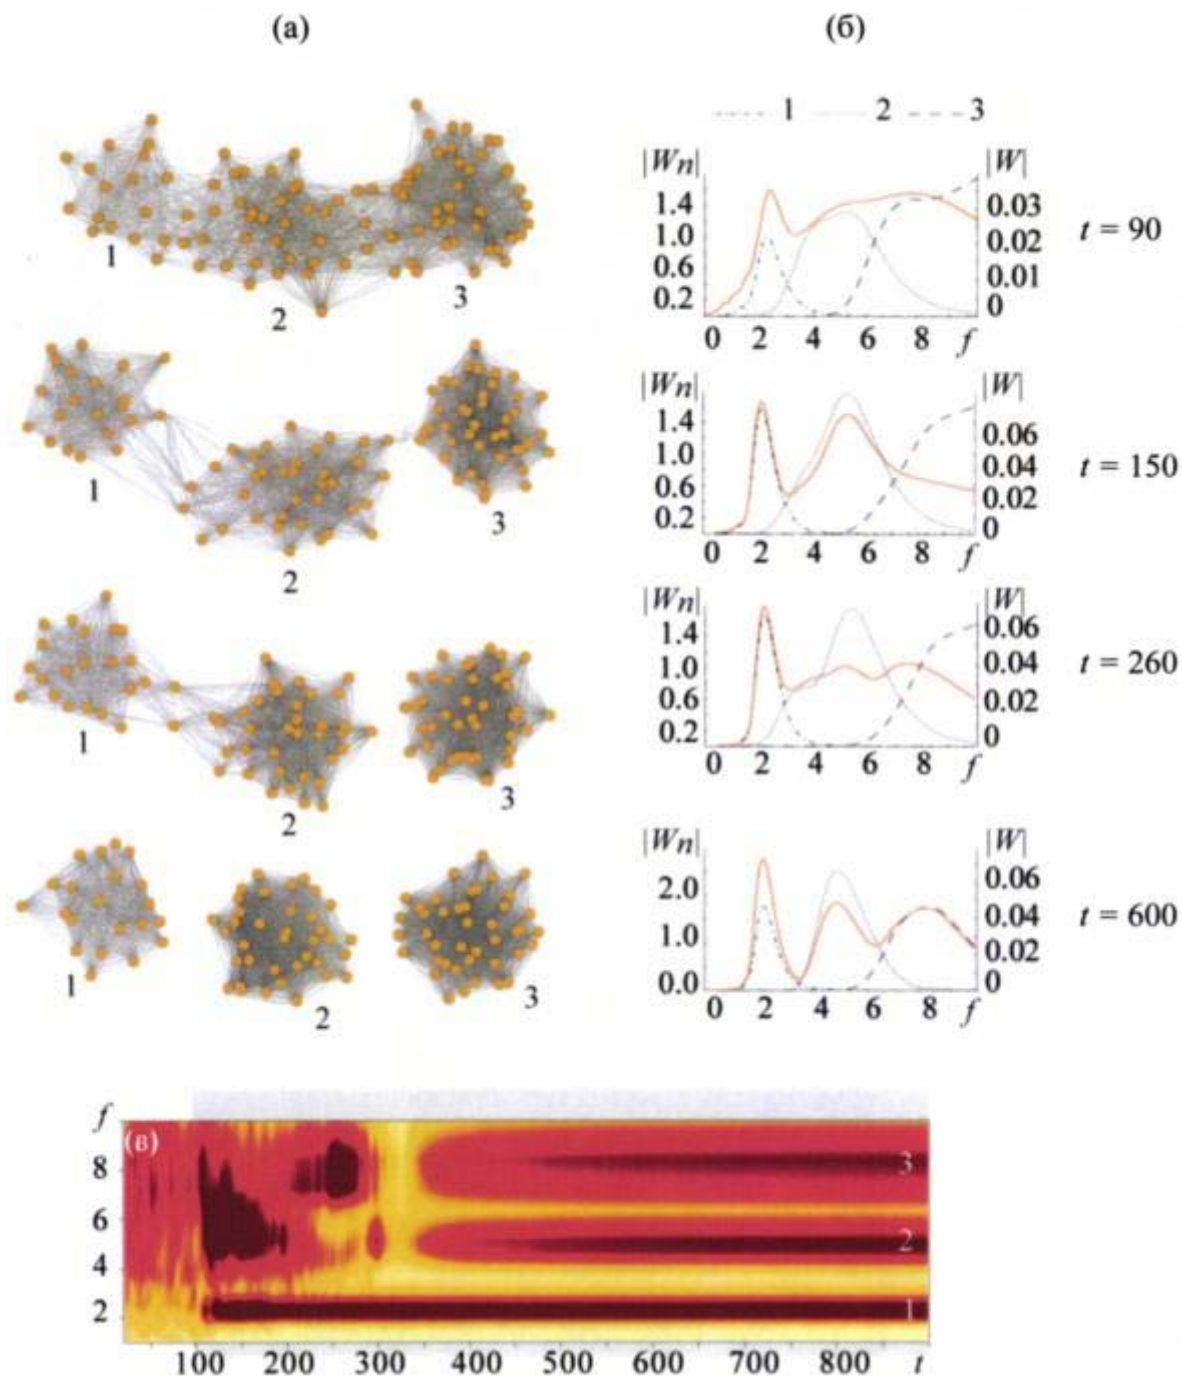 (а)
(б)
1 2 3
1
2
3
|Wn| |W|
1.4
1.0
0.6
0.2
0.03
0.02
0.01
0
0 2 4 6 8 f
t = 90
1
2
3
|Wn| |W|
1.4
1.0
0.6
0.2
0.06
0.04
0.02
0
0 2 4 6 8 f
t = 150
1
2
3
|Wn| |W|
1.4
1.0
0.6
0.2
0.06
0.04
0.02
0
0 2 4 6 8 f
t = 260
1
2
3
|Wn| |W|
2.0
1.0
0.0
0.06
0.04
0.02
0
0 2 4 6 8 f
t = 600
f
(в)
8
6
4
2
3
2
1
100 200 300 400 500 600 700 800 t